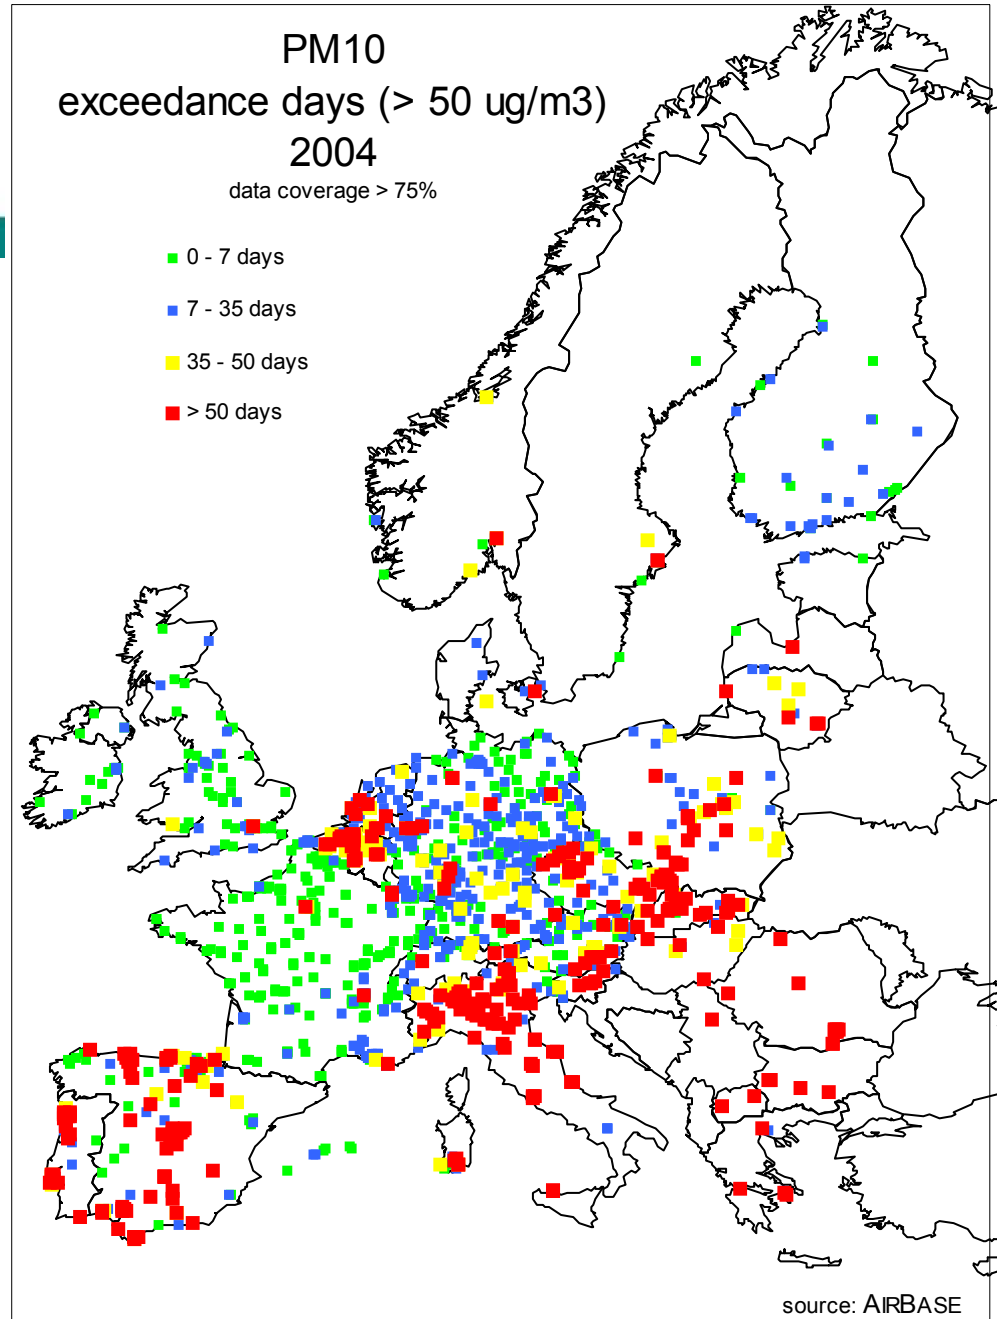 PM10
exceedance days (> 50 ug/m3)
2004
data coverage > 75%
0 - 7 days
7 - 35 days
35 - 50 days
> 50 days
source: AIRBASE